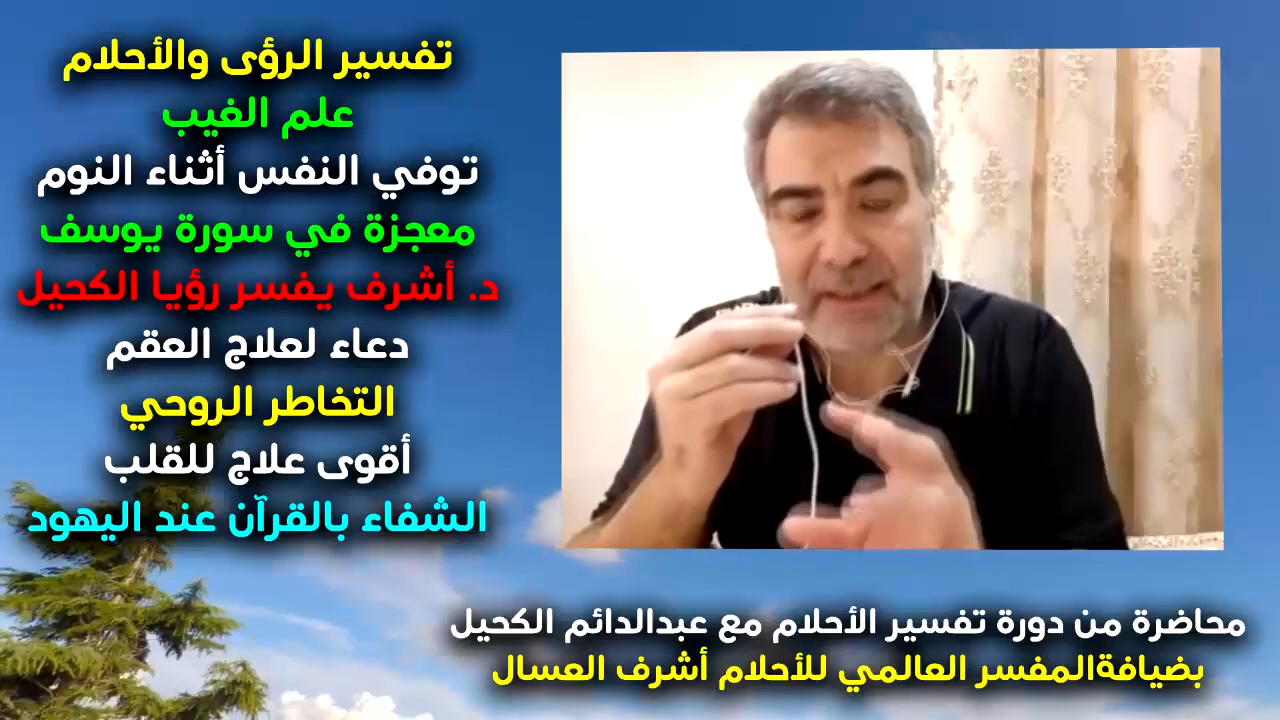 تفسير الرؤى والأحلام
علم الغيب
توفي النفس أثناء النوم
معجزة في سورة يوسف
د. أشرف يفسر رؤيا الكحيل
دعاء لعلاج العقم
التخاطر الروحي
أقوى علاج للقلب
الشفاء بالقرآن عند اليهود
محاضرة من دورة تفسير الأحلام مع عبدالدائم الكحيل
بضيافةالمفسر العالمي للأحلام أشرف العسال